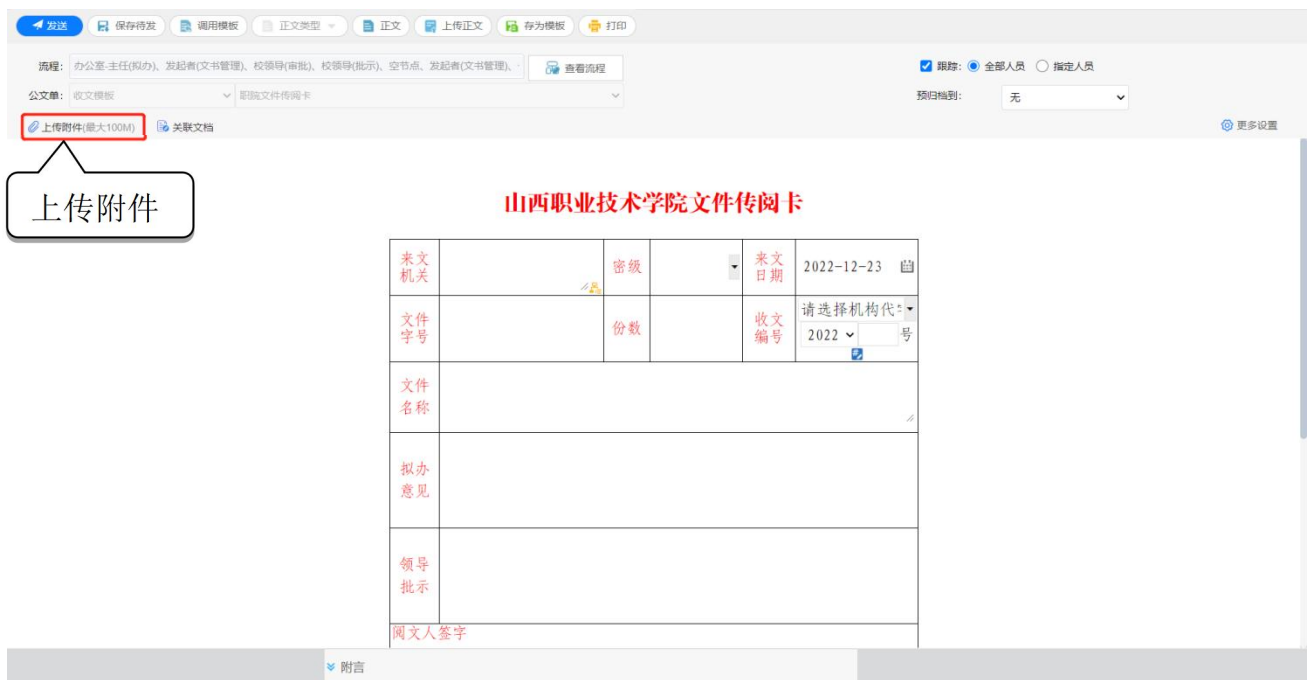 发送 保存待发 调用模板 正文类型 正文 上传正文 存为模板 打印
流程: 办公室-主任(拟办)、发起者(文书管理)、校领导(审批)、校领导(批示)、空节点、发起者(文书管理)、 查看流程 跟踪: 全部人员 指定人员
公文单: 收文模板 职院文件传阅卡 预归档到: 无
上传附件(最大100M) 关联文档 更多设置
上传附件
山西职业技术学院文件传阅卡
来文机关 密级 来文日期 2022-12-23
文件字号 份数 收文编号 请选择机构代 2022 号
文件名称
拟办意见
领导批示
阅文人签字
附言